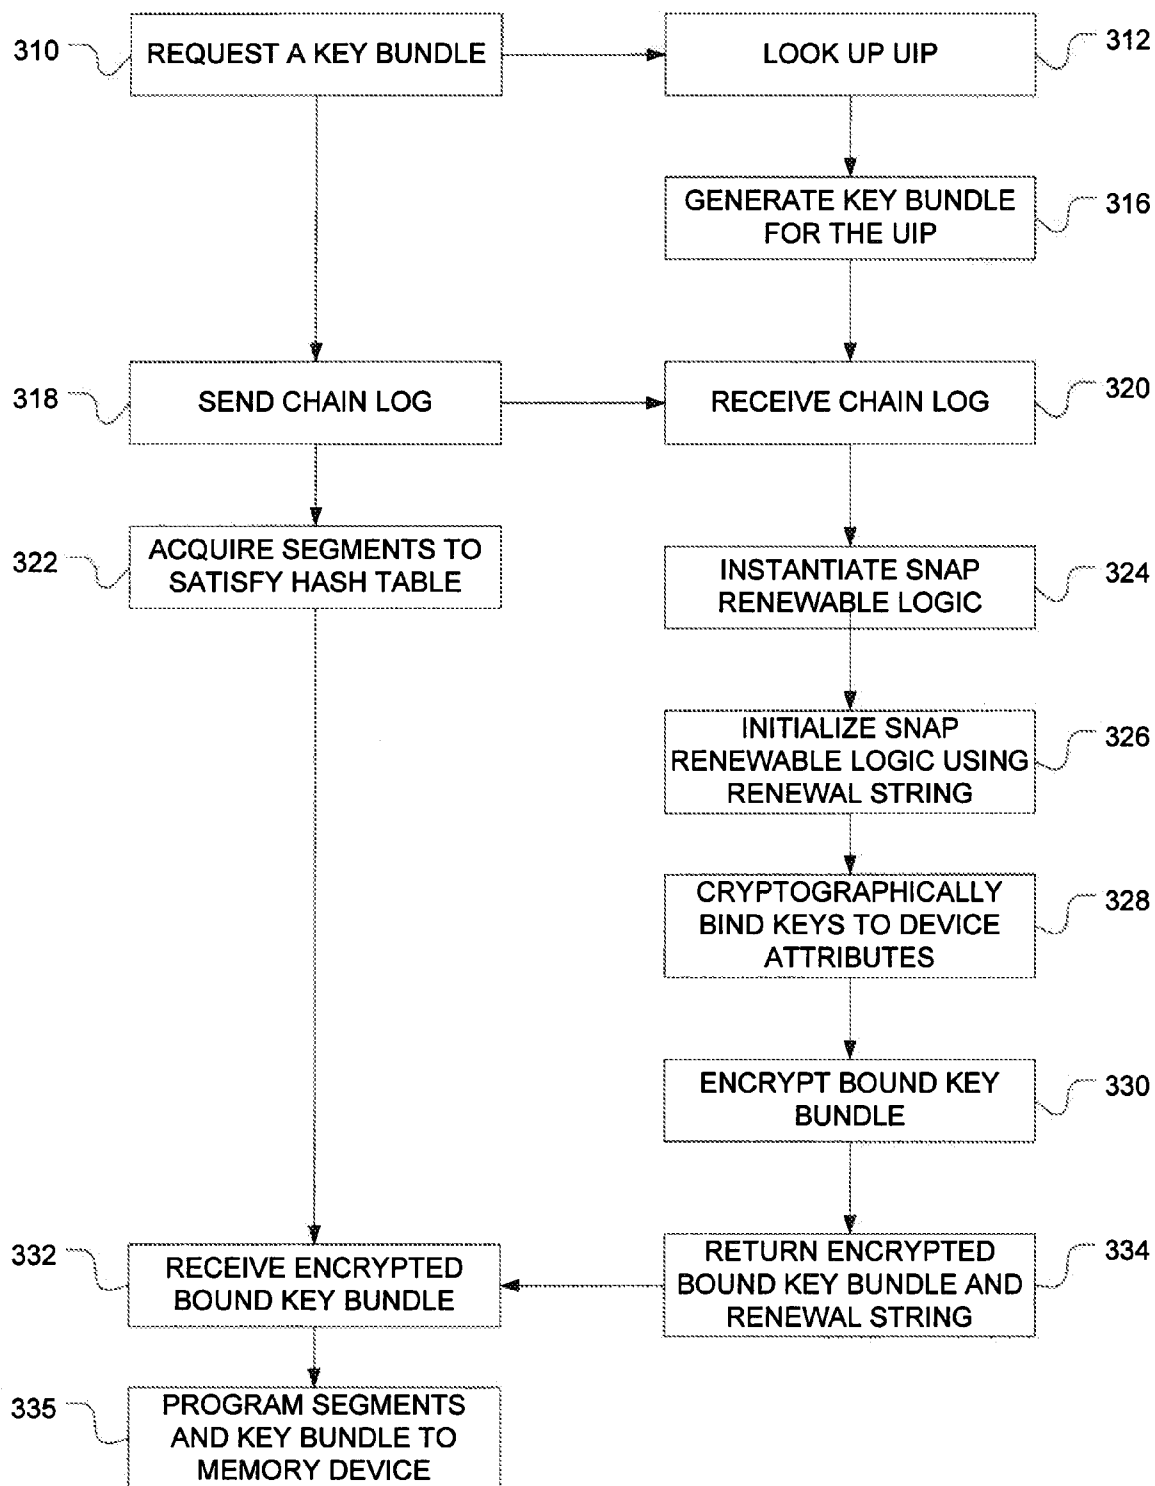 310
REQUEST A KEY BUNDLE
LOOK UP UIP
312
GENERATE KEY BUNDLE
FOR THE UIP
316
318
SEND CHAIN LOG
RECEIVE CHAIN LOG
320
322
ACQUIRE SEGMENTS TO
SATISFY HASH TABLE
INSTANTIATE SNAP
RENEWABLE LOGIC
324
INITIALIZE SNAP
RENEWABLE LOGIC USING
RENEWAL STRING
326
CRYPTOGRAPHICALLY
BIND KEYS TO DEVICE
ATTRIBUTES
328
ENCRYPT BOUND KEY
BUNDLE
330
332
RECEIVE ENCRYPTED
BOUND KEY BUNDLE
RETURN ENCRYPTED
BOUND KEY BUNDLE AND
RENEWAL STRING
334
335
PROGRAM SEGMENTS
AND KEY BUNDLE TO
MEMORY DEVICE